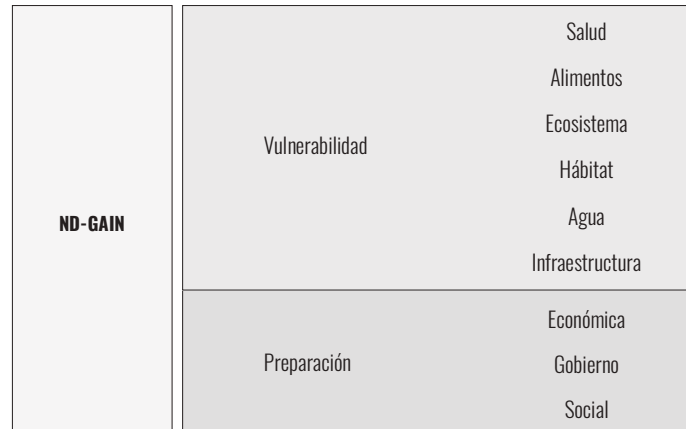 ND-GAIN
Vulnerabilidad
Salud
Alimentos
Ecosistema
Hábitat
Agua
Infraestructura
Preparación
Económica
Gobierno
Social